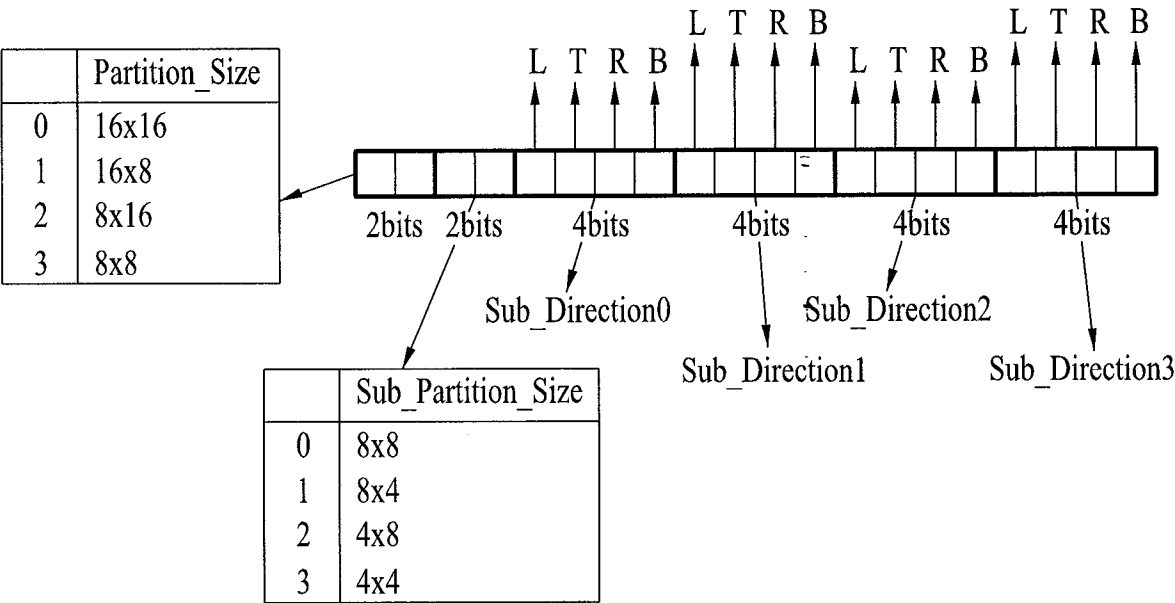 L T R B
L T R B
L T R B
L T R B
Partition_Size
0 16x16
1 16x8
2 8x16
3 8x8
2bits 2bits 4bits 4bits 4bits 4bits
Sub_Direction0
Sub_Direction2
Sub_Direction1
Sub_Direction3
Sub_Partition_Size
0 8x8
1 8x4
2 4x8
3 4x4